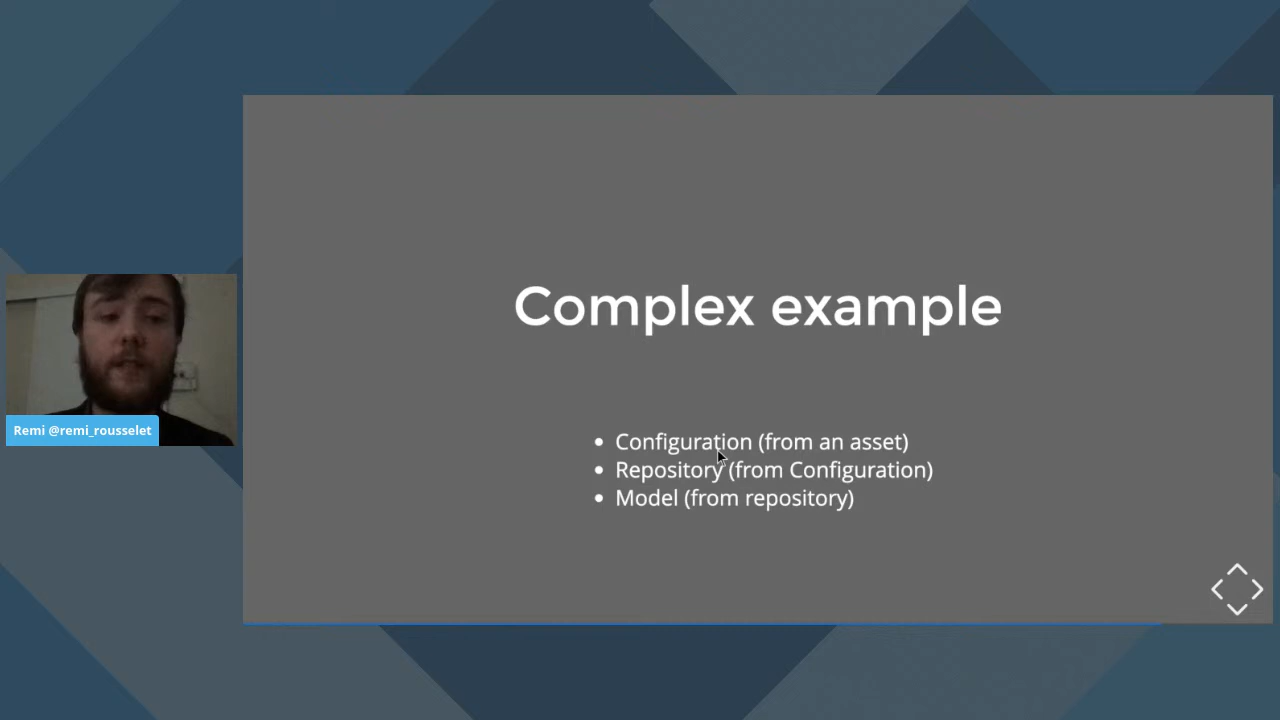 Complex example
Configuration (from an asset)
Repository (from Configuration)
Model (from repository)
Remi @remi_rousselet